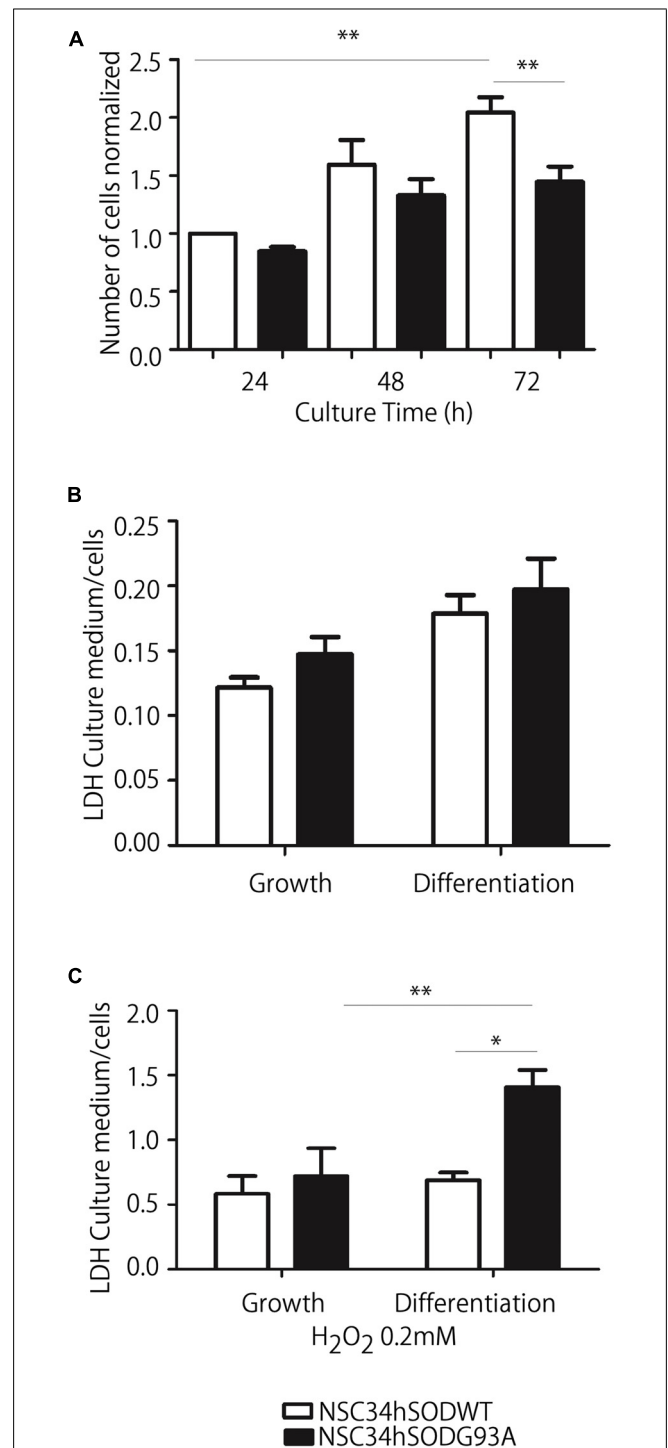 A
**
**
Number of cells normalized
2.5
2.0
1.5
1.0
0.5
0.0
24 48 72
Culture Time (h)
B
LDH Culture medium/cells
0.25
0.20
0.15
0.10
0.05
0.00
Growth Differentiation
C
**
*
LDH Culture medium/cells
2.0
1.5
1.0
0.5
0.0
Growth Differentiation
H₂O₂ 0.2mM
NSC34hSODWT
NSC34hSODG93A